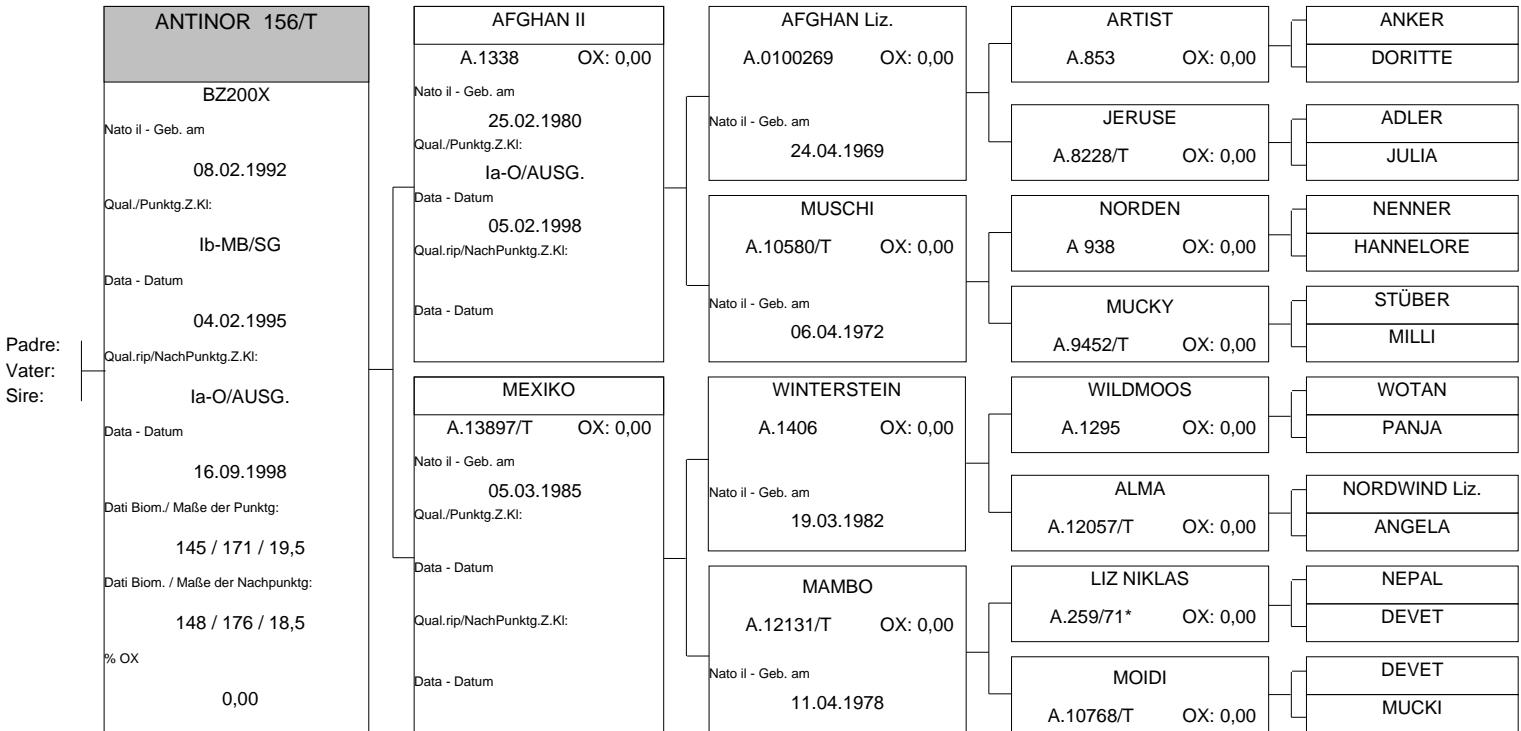 Padre:
Vater:
Sire:
ANTINOR 156/T
BZ200X
Nato il - Geb. am
08.02.1992
Qual./Punktg.Z.Kl:
Ib-MB/SG
Data - Datum
04.02.1995
Qual.rip/NachPunktg.Z.Kl:
Ia-O/AUSG.
Data - Datum
16.09.1998
Dati Biom./ Maße der Punktg:
145 / 171 / 19,5
Dati Biom. / Maße der Nachpunktg:
148 / 176 / 18,5
% OX
0,00
AFGHAN II
A.1338 OX: 0,00
Nato il - Geb. am
25.02.1980
Qual./Punktg.Z.Kl:
Ia-O/AUSG.
Data - Datum
05.02.1998
Qual.rip/NachPunktg.Z.Kl:
Data - Datum
MEXIKO
A.13897/T OX: 0,00
Nato il - Geb. am
05.03.1985
Qual./Punktg.Z.Kl:
Data - Datum
Qual.rip/NachPunktg.Z.Kl:
Data - Datum
AFGHAN Liz.
A.0100269 OX: 0,00
Nato il - Geb. am
24.04.1969
MUSCHI
A.10580/T OX: 0,00
Nato il - Geb. am
06.04.1972
WINTERSTEIN
A.1406 OX: 0,00
Nato il - Geb. am
19.03.1982
MAMBO
A.12131/T OX: 0,00
Nato il - Geb. am
11.04.1978
ARTIST
A.853 OX: 0,00
JERUSE
A.8228/T OX: 0,00
NORDEN
A 938 OX: 0,00
MUCKY
A.9452/T OX: 0,00
WILDMOOS
A.1295 OX: 0,00
ALMA
A.12057/T OX: 0,00
LIZ NIKLAS
A.259/71* OX: 0,00
MOIDI
A.10768/T OX: 0,00
ANKER
DORITTE
ADLER
JULIA
NENNER
HANNELORE
STÜBER
MILLI
WOTAN
PANJA
NORDWIND Liz.
ANGELA
NEPAL
DEVET
DEVET
MUCKI